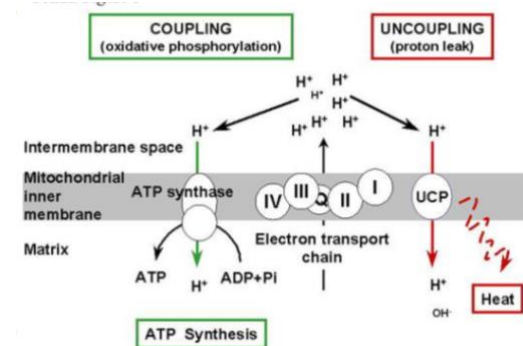 COUPLING
(oxidative phosphorylation)
UNCOUPLING
(proton leak)
H⁺ H⁺
H⁺ H⁺
H⁺ H⁺ H⁺
H⁺
H⁺
Intermembrane space
Mitochondrial
inner
membrane
ATP synthase
IV III Q II I
UCP
Matrix
Electron transport
chain
ATP
H⁺
ADP+Pi
H⁺
OH⁻
Heat
ATP Synthesis